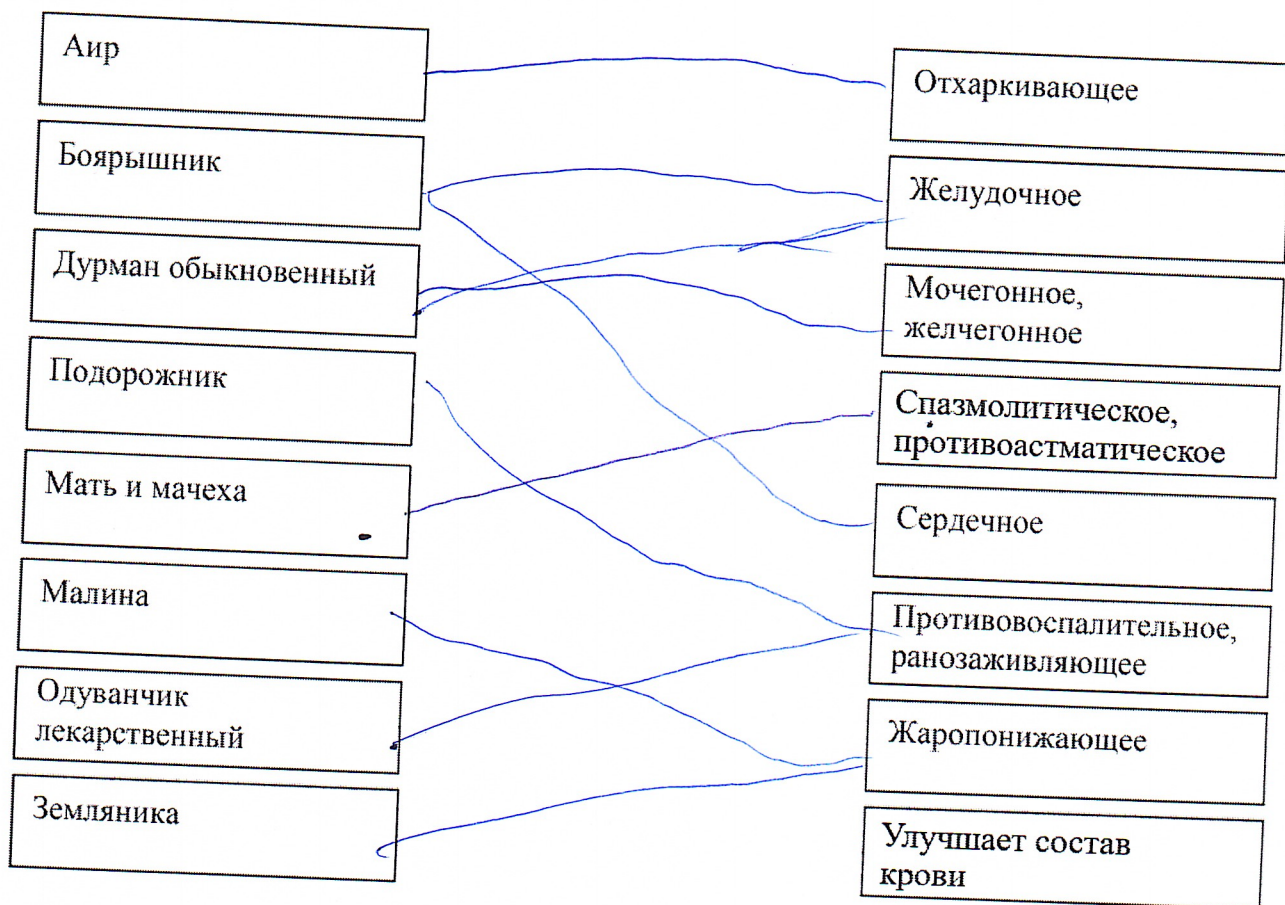 Аир
Боярышник
Дурман обыкновенный
Подорожник
Мать и мачеха
Малина
Одуванчик
лекарственный
Земляника
Отхаркивающее
Желудочное
Мочегонное,
желчегонное
Спазмолитическое,
противоастматическое
Сердечное
Противовоспалительное,
ранозаживляющее
Жаропонижающее
Улучшает состав
крови